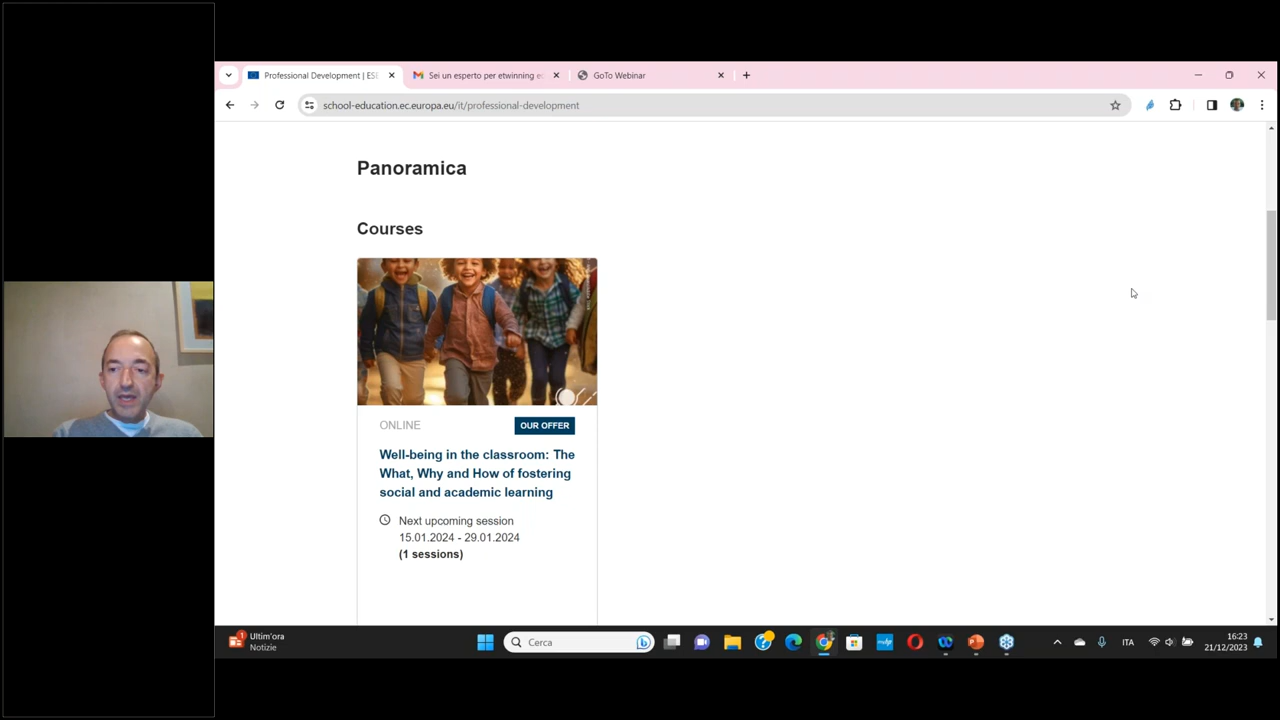 Professional Development | ESE
Sei un esperto per etwinning e
GoTo Webinar
school-education.ec.europa.eu/it/professional-development
Panoramica
Courses
ONLINE
OUR OFFER
Well-being in the classroom: The
What, Why and How of fostering
social and academic learning
Next upcoming session
15.01.2024 - 29.01.2024
(1 sessions)
1
Ultim'ora
Notizie
Cerca
ITA
16:23
21/12/2023